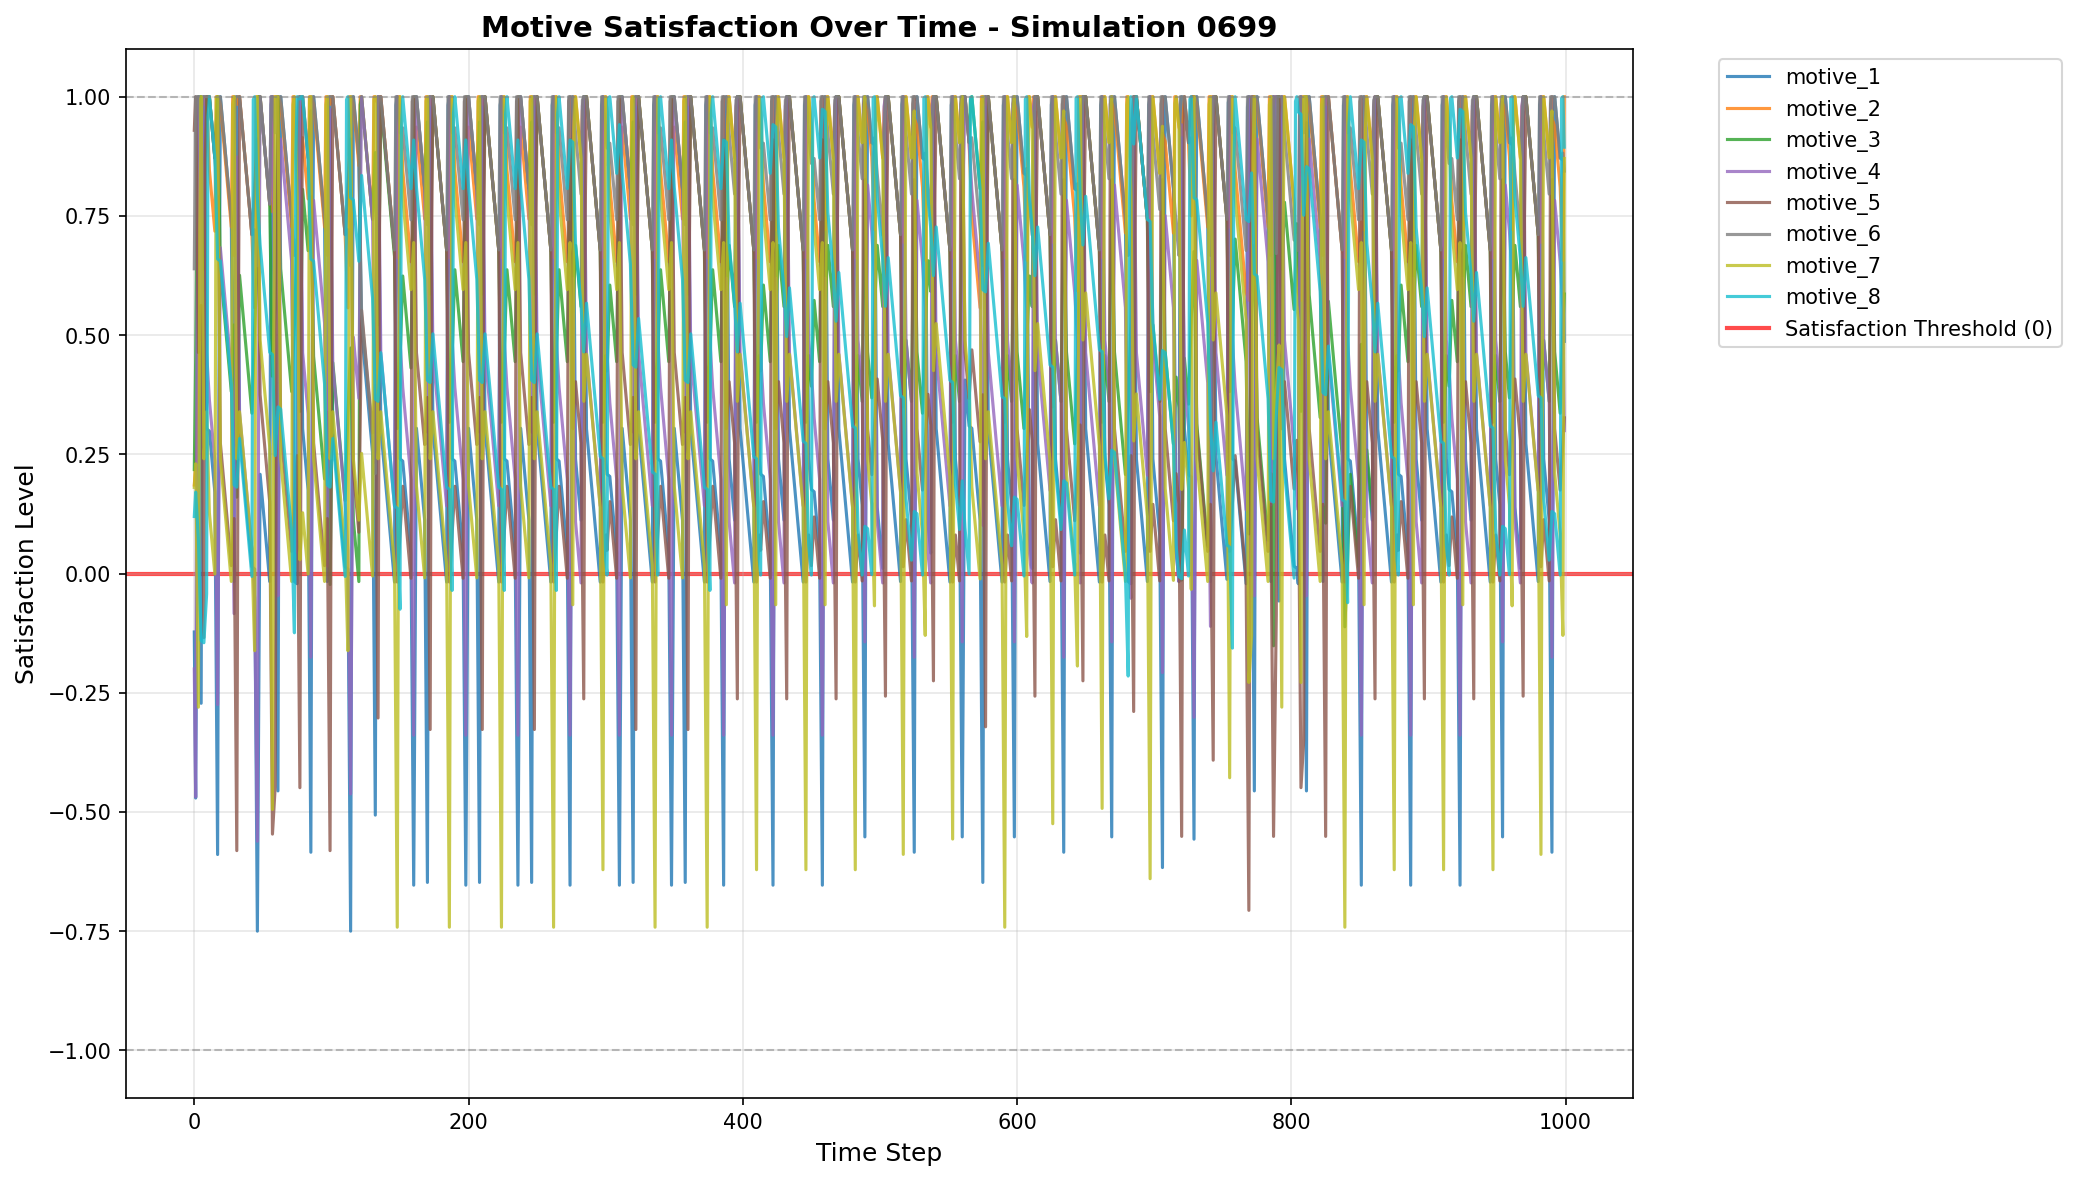 Motive Satisfaction Over Time - Simulation 0699
1.00
0.75
0.50
0.25
0.00
−0.25
−0.50
−0.75
−1.00
Satisfaction Level
0
200
400
600
800
1000
Time Step
motive_1
motive_2
motive_3
motive_4
motive_5
motive_6
motive_7
motive_8
Satisfaction Threshold (0)